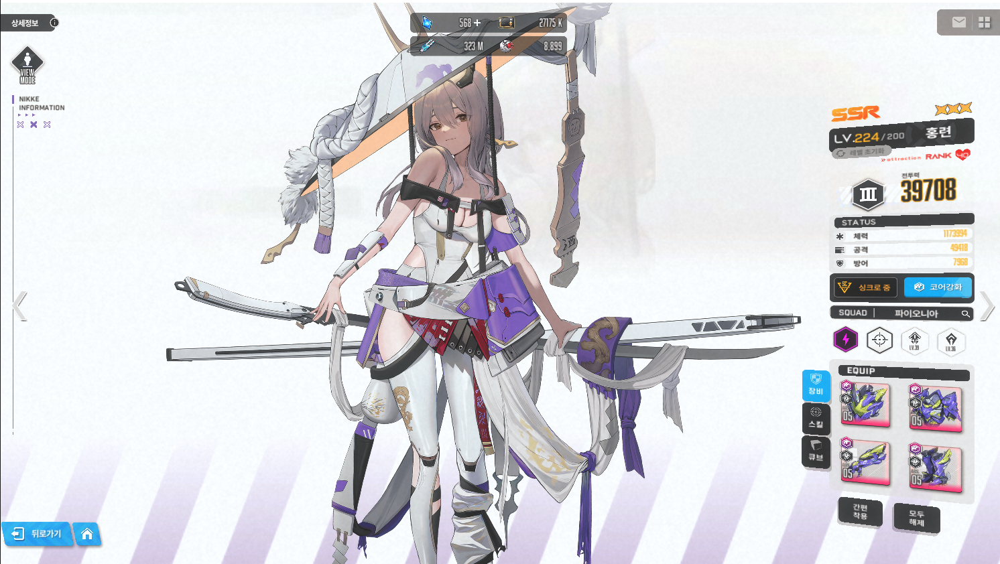 상세정보
568 +
27175 K
323 M
8,899
VIEW
MODE
NIKKE
INFORMATION
酒
SSR
LV.224/200 홍련
레벨 초기화
attraction RANK 40
전투력
III
39708
STATUS
체력 1173994
공격 49418
방어 7968
싱크로 중
코어강화
SQUAD 파이오니아
LV.39
LV.36
EQUIP
장비
스킬
큐브
05
05
05
05
간편
착용
모두
해제
뒤로가기